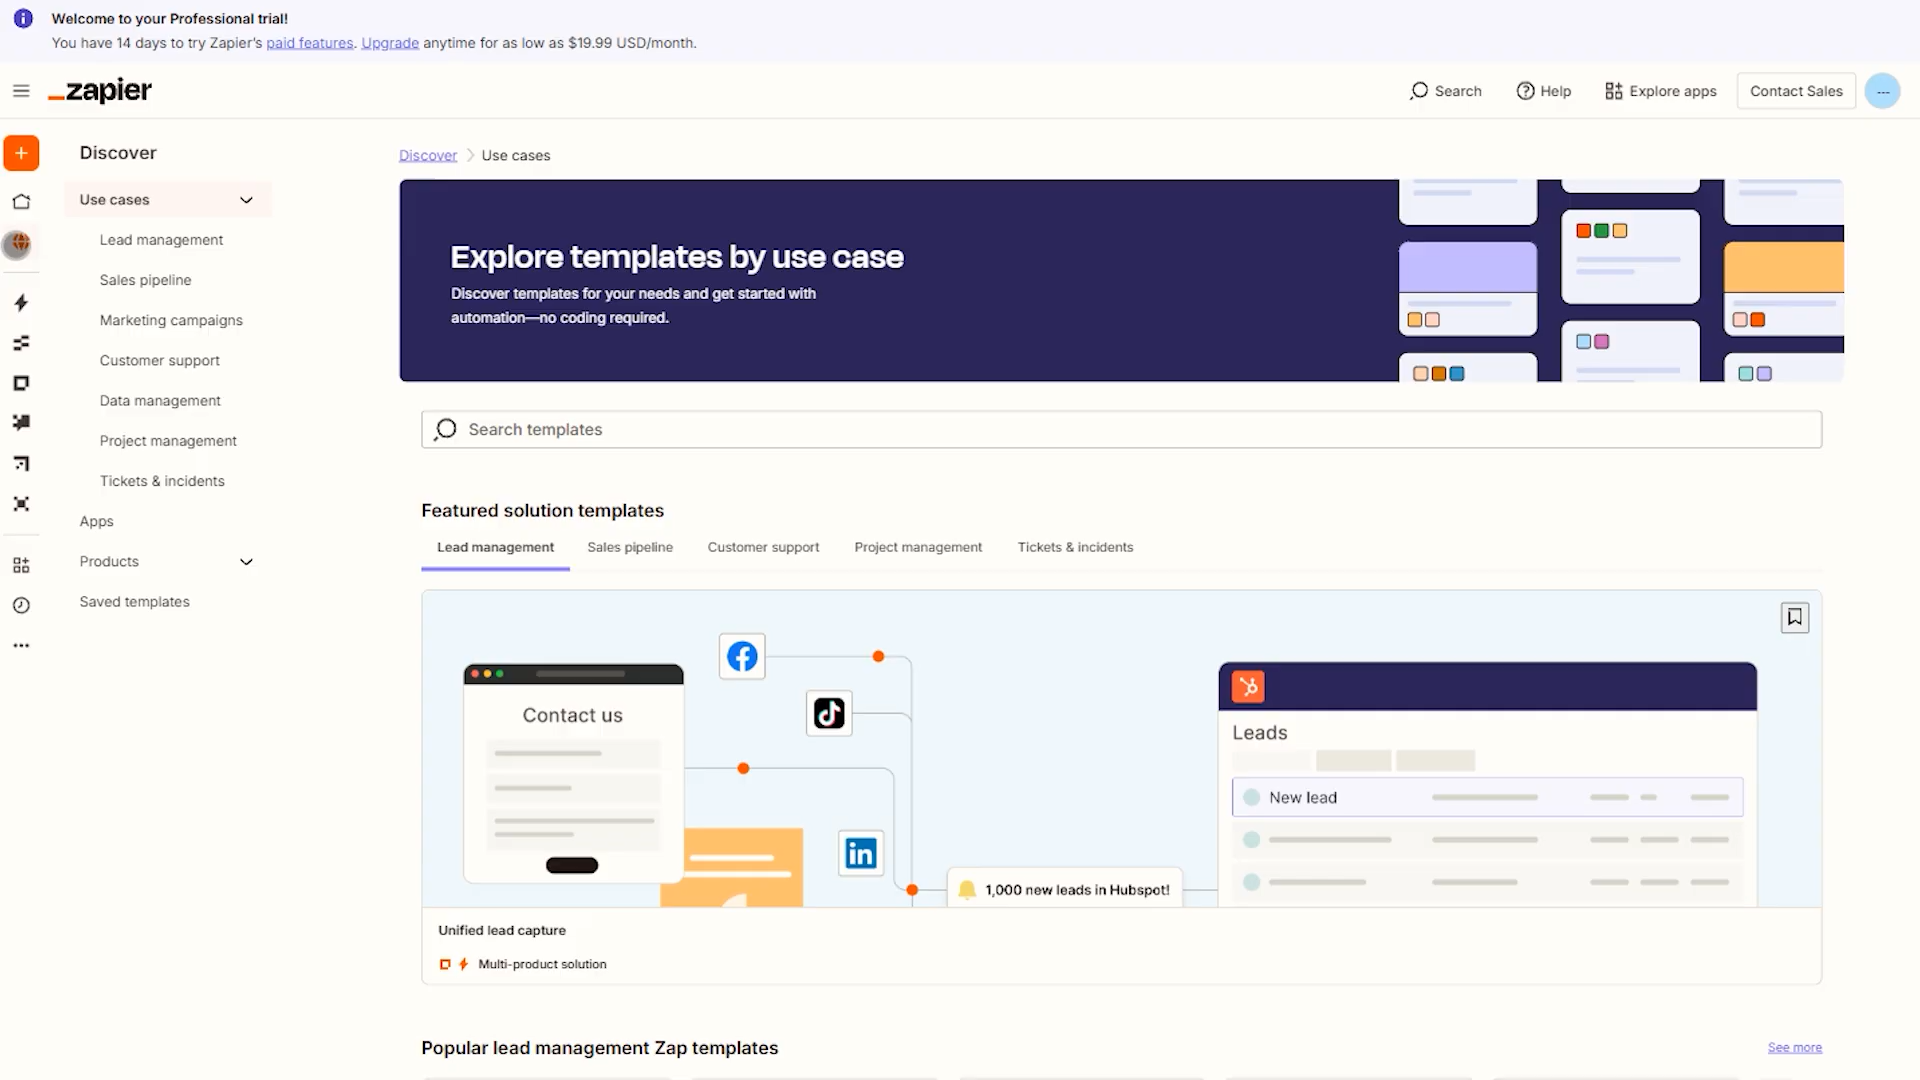 Welcome to your Professional trial!
You have 14 days to try Zapier's paid features. Upgrade anytime for as low as $19.99 USD/month.
zapier
Search
Help
Explore apps
Contact Sales
---
Discover
Use cases
Lead management
Sales pipeline
Marketing campaigns
Customer support
Data management
Project management
Tickets & incidents
Apps
Products
Saved templates
Discover
Use cases
Explore templates by use case
Discover templates for your needs and get started with
automation—no coding required.
Search templates
Featured solution templates
Lead management
Sales pipeline
Customer support
Project management
Tickets & incidents
Contact us
in
1,000 new leads in Hubspot!
Leads
New lead
Unified lead capture
Multi-product solution
Popular lead management Zap templates
See more